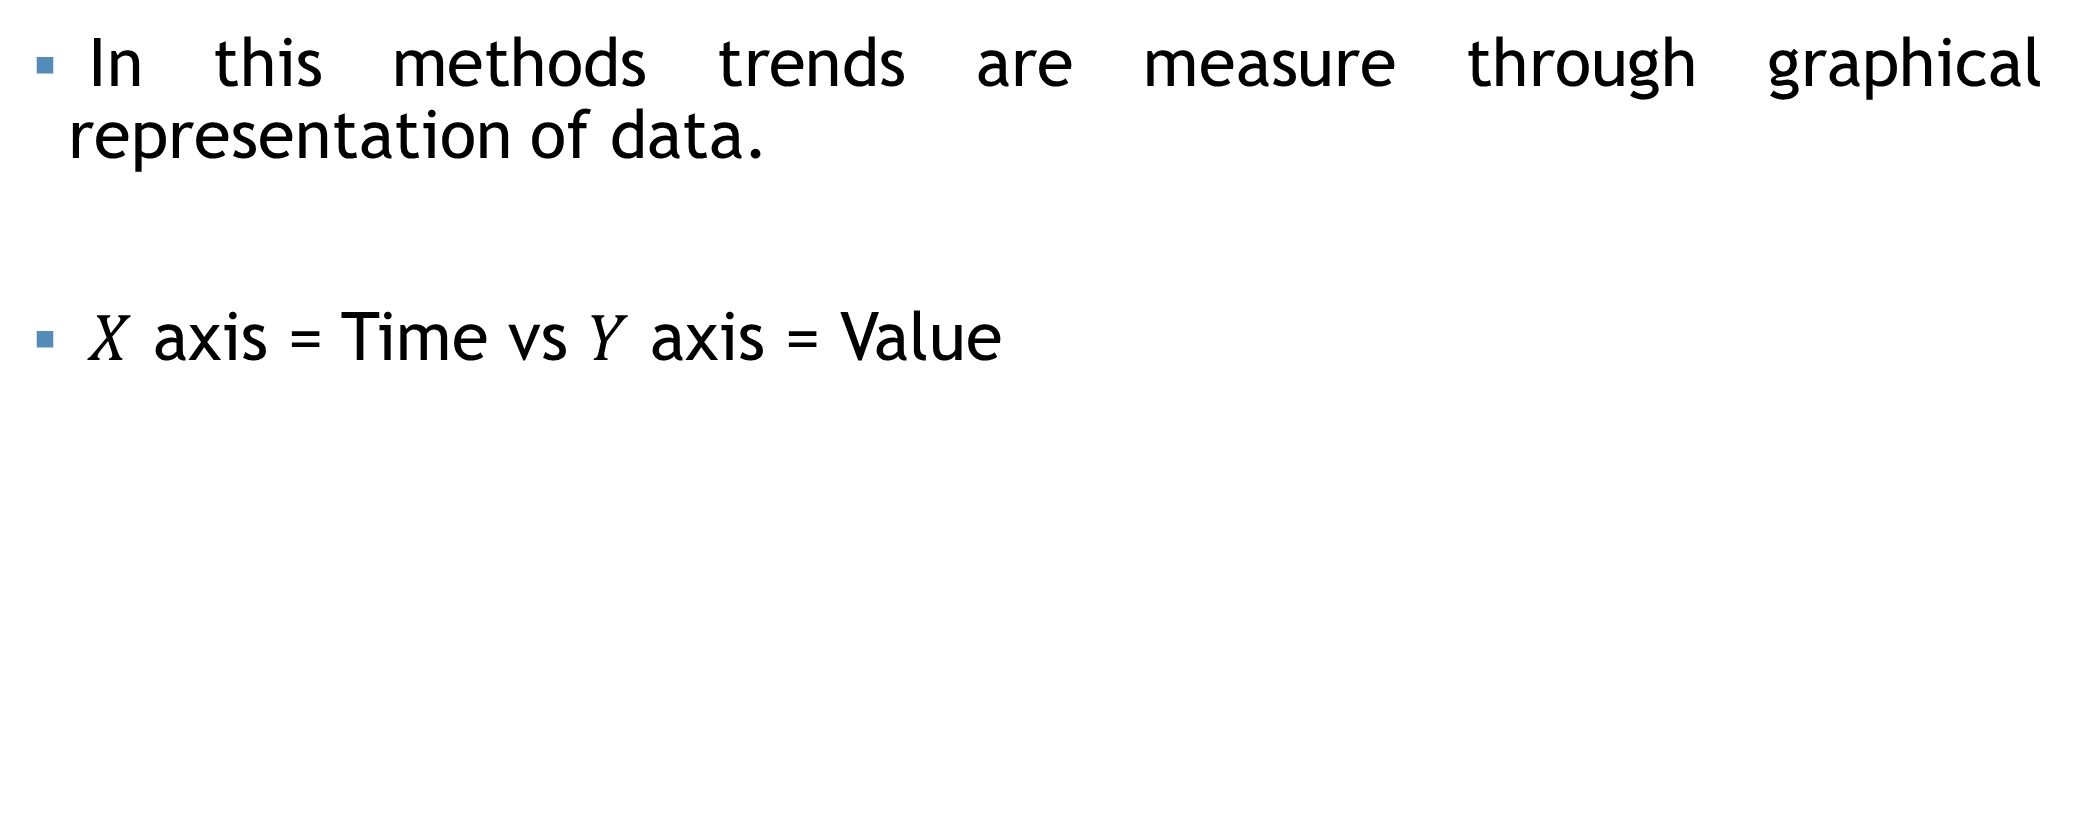 ▪ In this methods trends are measure through graphical
representation of data.
▪ X axis = Time vs Y axis = Value